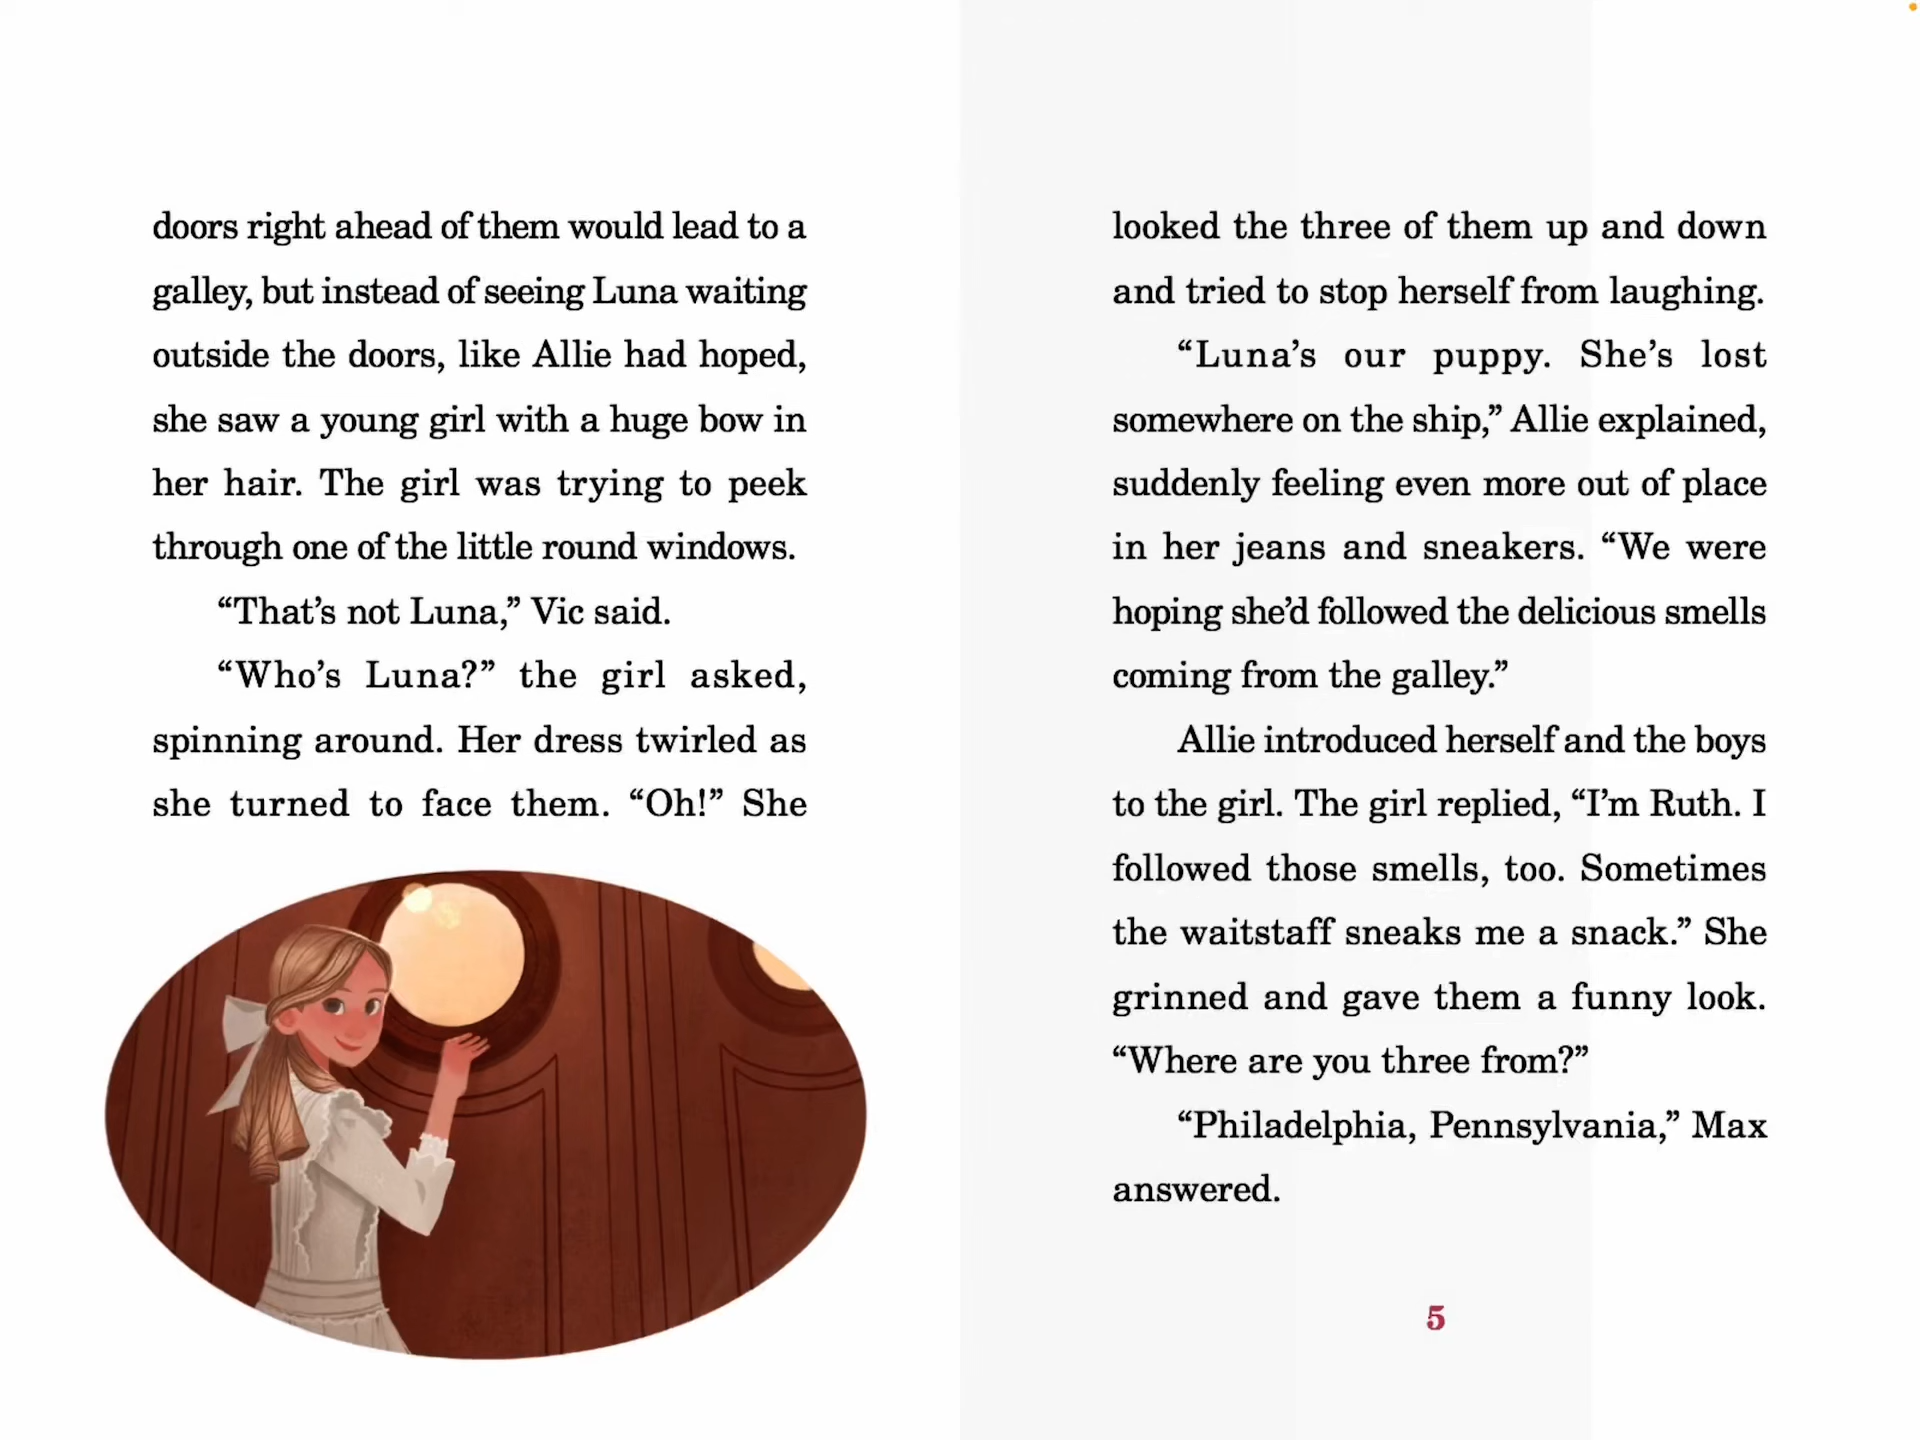 doors right ahead of them would lead to a
galley, but instead of seeing Luna waiting
outside the doors, like Allie had hoped,
she saw a young girl with a huge bow in
her hair. The girl was trying to peek
through one of the little round windows.
“That’s not Luna,” Vic said.
“Who’s Luna?” the girl asked,
spinning around. Her dress twirled as
she turned to face them. “Oh!” She
looked the three of them up and down
and tried to stop herself from laughing.
“Luna’s our puppy. She’s lost
somewhere on the ship,” Allie explained,
suddenly feeling even more out of place
in her jeans and sneakers. “We were
hoping she’d followed the delicious smells
coming from the galley.”
Allie introduced herself and the boys
to the girl. The girl replied, “I’m Ruth. I
followed those smells, too. Sometimes
the waitstaff sneaks me a snack.” She
grinned and gave them a funny look.
“Where are you three from?”
“Philadelphia, Pennsylvania,” Max
answered.
5